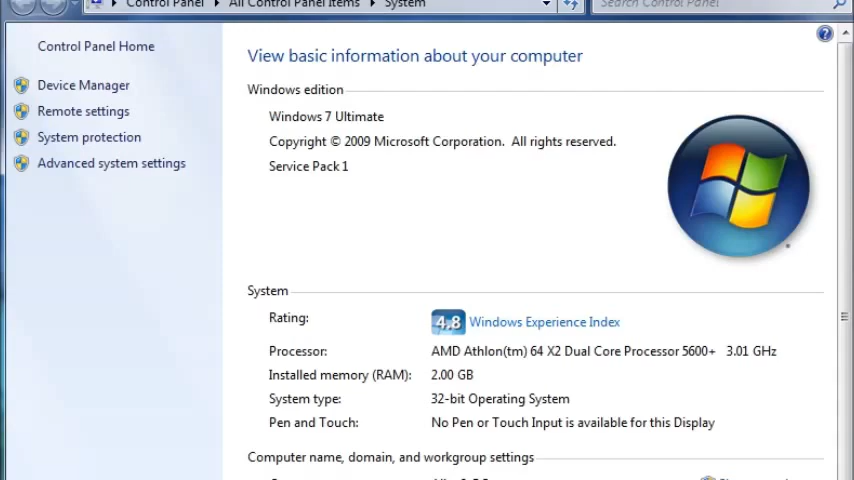 Control Panel All Control Panel Items System Search Control Panel
Control Panel Home
Device Manager
Remote settings
System protection
Advanced system settings
View basic information about your computer
Windows edition
Windows 7 Ultimate
Copyright © 2009 Microsoft Corporation. All rights reserved.
Service Pack 1
System
Rating: 4,8 Windows Experience Index
Processor: AMD Athlon(tm) 64 X2 Dual Core Processor 5600+ 3.01 GHz
Installed memory (RAM): 2.00 GB
System type: 32-bit Operating System
Pen and Touch: No Pen or Touch Input is available for this Display
Computer name, domain, and workgroup settings